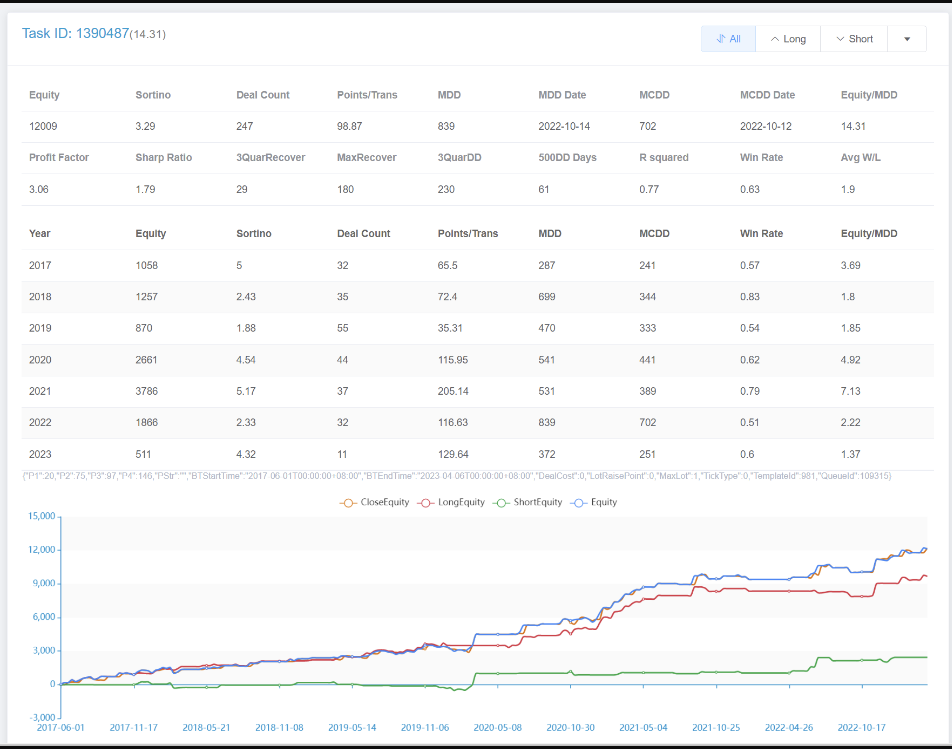 Task ID: 1390487(14.31)
All Long Short
Equity Sortino Deal Count Points/Trans MDD MDD Date MCDD MCDD Date Equity/MDD
12009 3.29 247 98.87 839 2022-10-14 702 2022-10-12 14.31
Profit Factor Sharp Ratio 3QuarRecover MaxRecover 3QuarDD 500DD Days R squared Win Rate Avg W/L
3.06 1.79 29 180 230 61 0.77 0.63 1.9
Year Equity Sortino Deal Count Points/Trans MDD MCDD Win Rate Equity/MDD
2017 1058 5 32 65.5 287 241 0.57 3.69
2018 1257 2.43 35 72.4 699 344 0.83 1.8
2019 870 1.88 55 35.31 470 333 0.54 1.85
2020 2661 4.54 44 115.95 541 441 0.62 4.92
2021 3786 5.17 37 205.14 531 389 0.79 7.13
2022 1866 2.33 32 116.63 839 702 0.51 2.22
2023 511 4.32 11 129.64 372 251 0.6 1.37
{"P1":20,"P2":75,"P3":97,"P4":146,"PStr":"","BTStartTime":"2017-06-01T00:00:00+08:00","BTEndTime":"2023-04-06T00:00:00+08:00","DealCost":0,"LotRaisePoint":0,"MaxLot":1,"TickType":0,"TemplateId":981,"QueueId":109315}
CloseEquity LongEquity ShortEquity Equity
15,000
12,000
9,000
6,000
3,000
0
-3,000
2017-06-01 2017-11-17 2018-05-21 2018-11-08 2019-05-14 2019-11-06 2020-05-08 2020-10-30 2021-05-04 2021-10-25 2022-04-26 2022-10-17